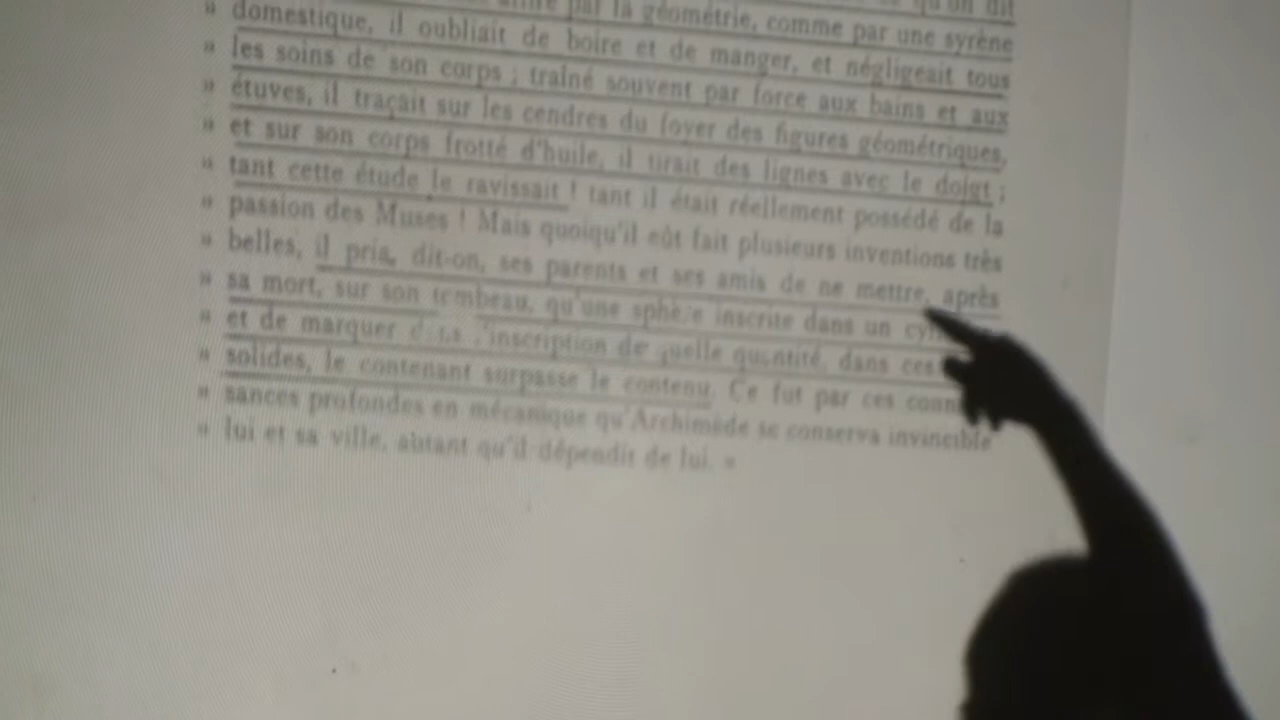 par la géométrie, comme par une syrène
» domestique, il oubliait de boire et de manger, et négligeait tous
» les soins de son corps ; traîné souvent par force aux bains et aux
» étuves, il traçait sur les cendres du foyer des figures géométriques,
» et sur son corps frotté d'huile, il tirait des lignes avec le doigt ;
» tant cette étude le ravissait ! tant il était réellement possédé de la
» passion des Muses ! Mais quoiqu'il eût fait plusieurs inventions très
» belles, il pria, dit-on, ses parents et ses amis de ne mettre, après
» sa mort, sur son tombeau, qu'une sphère inscrite dans un
» et de marquer l'inscription de quelle quantité, dans ces
» solides, le contenant surpasse le contenu. Ce fut par ces
» sances profondes en mécanique qu'Archimède se conserva invincible
» lui et sa ville, autant qu'il dépendit de lui. »